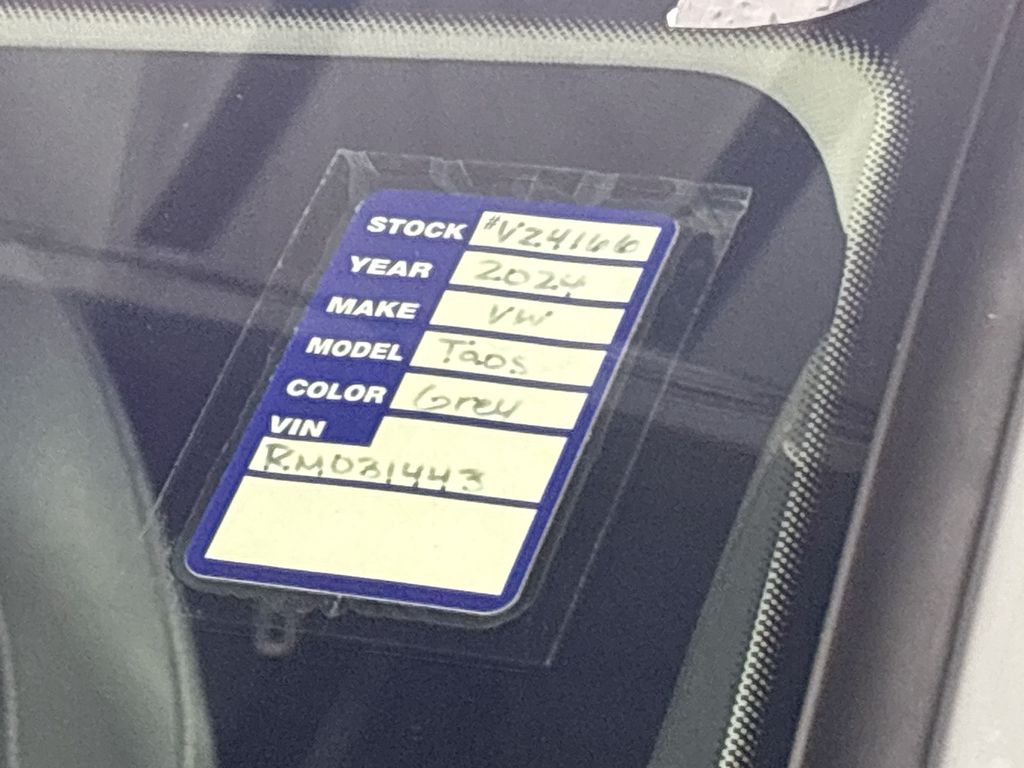 STOCK #V24166
YEAR 2024
MAKE VW
MODEL Taos
COLOR Grey
VIN
RM031443